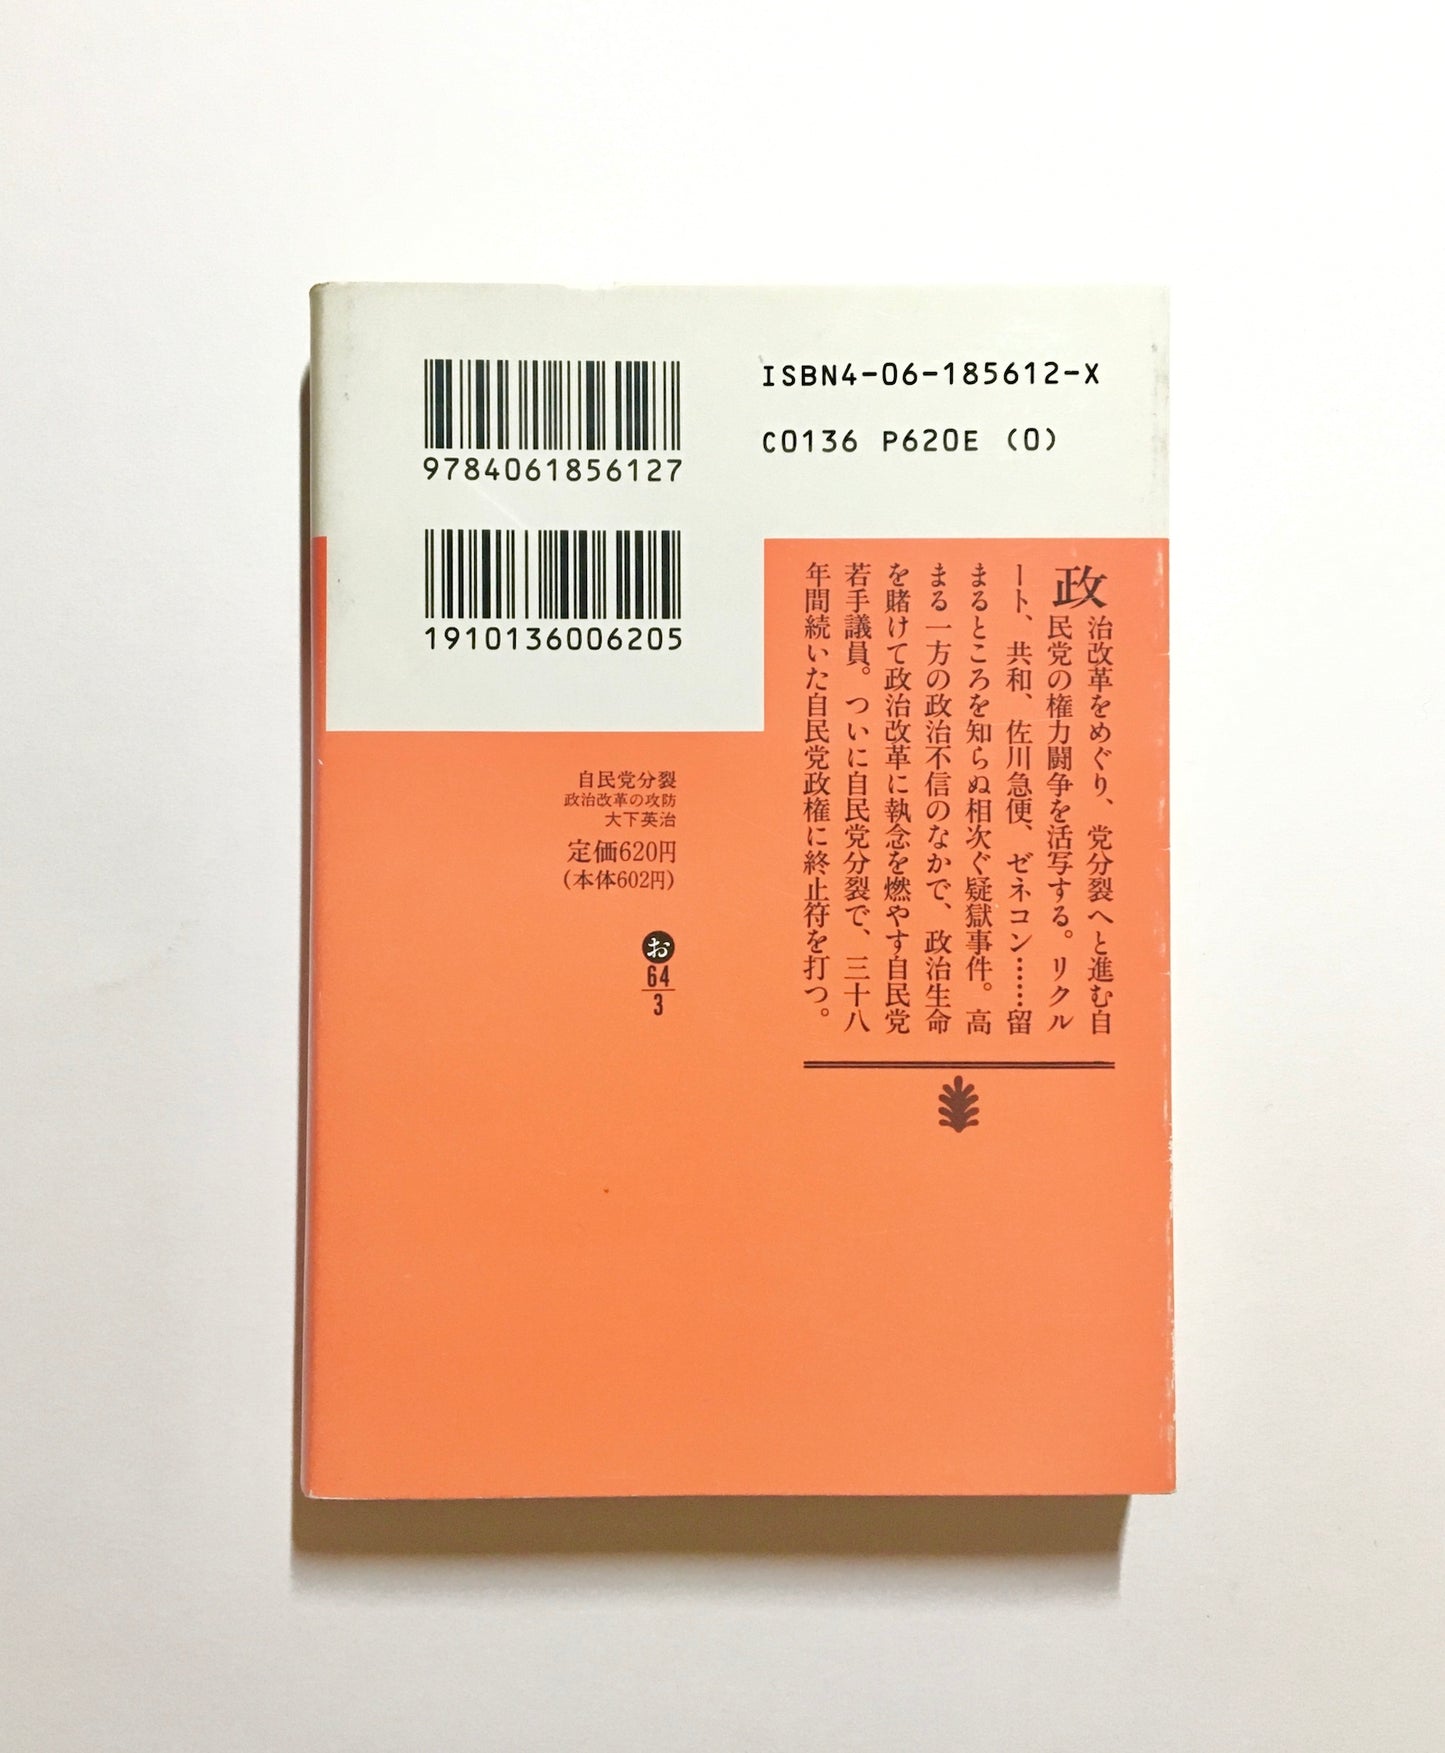 9784061856127
1910136006205
ISBN4-06-185612-X
C0136 P620E (0)
政治改革をめぐり、党分裂へと進む自
民党の権力闘争を活写する。リクル
ート、共和、佐川急便、ゼネコン……留
まるところを知らぬ相次ぐ疑獄事件。高
まる一方の政治不信のなかで、政治生命
を賭けて政治改革に執念を燃やす自民党
若手議員。ついに自民党分裂で、三十八
年間続いた自民党政権に終止符を打つ。
自民党分裂
政治改革の攻防
大下英治
定価620円
(本体602円)
お
64
3